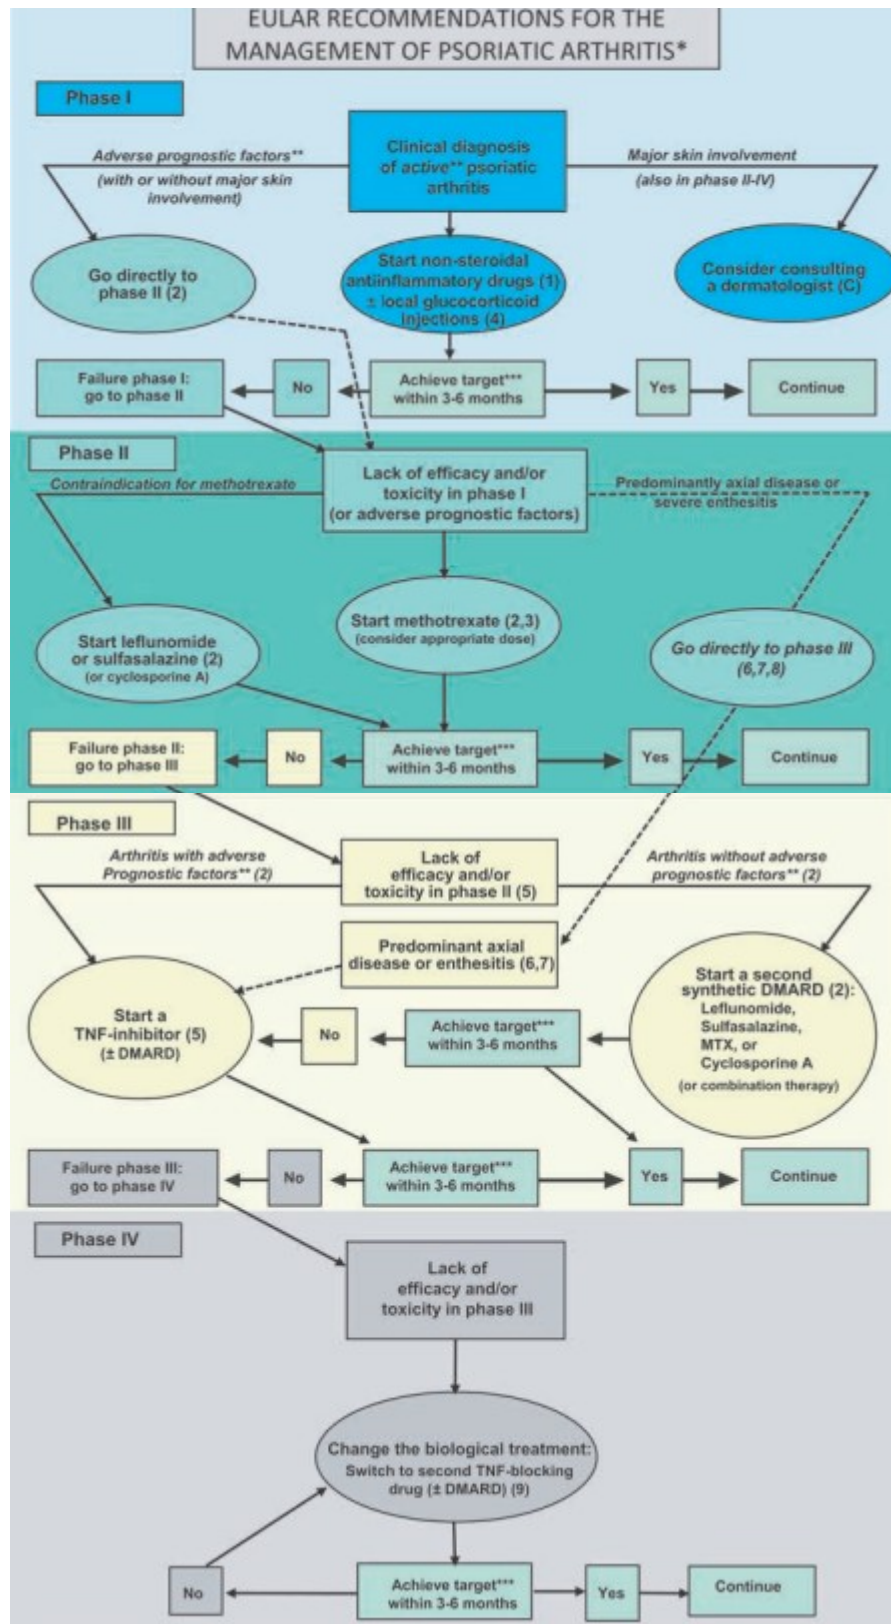 EULAR RECOMMENDATIONS FOR THE
MANAGEMENT OF PSORIATIC ARTHRITIS*
Phase I
Adverse prognostic factors**
(with or without major skin
involvement)
Clinical diagnosis
of active** psoriatic
arthritis
Major skin involvement
(also in phase II-IV)
Go directly to
phase II (2)
Start non-steroidal
antiinflammatory drugs (1)
± local glucocorticoid
injections (4)
Consider consulting
a dermatologist (C)
Failure phase I:
go to phase II
No
Achieve target***
within 3-6 months
Yes
Continue
Phase II
Contraindication for methotrexate
Lack of efficacy and/or
toxicity in phase I
(or adverse prognostic factors)
Predominantly axial disease or
severe enthesitis
Start leflunomide
or sulfasalazine (2)
(or cyclosporine A)
Start methotrexate (2,3)
(consider appropriate dose)
Go directly to phase III
(6,7,8)
Failure phase II:
go to phase III
No
Achieve target***
within 3-6 months
Yes
Continue
Phase III
Arthritis with adverse
Prognostic factors** (2)
Lack of
efficacy and/or
toxicity in phase II (5)
Arthritis without adverse
prognostic factors** (2)
Predominant axial
disease or enthesitis (6,7)
Start a
TNF-inhibitor (5)
(± DMARD)
No
Achieve target***
within 3-6 months
Start a second
synthetic DMARD (2):
Leflunomide,
Sulfasalazine,
MTX, or
Cyclosporine A
(or combination therapy)
Failure phase III:
go to phase IV
No
Achieve target***
within 3-6 months
Yes
Continue
Phase IV
Lack of
efficacy and/or
toxicity in phase III
Change the biological treatment:
Switch to second TNF-blocking
drug (± DMARD) (9)
No
Achieve target***
within 3-6 months
Yes
Continue